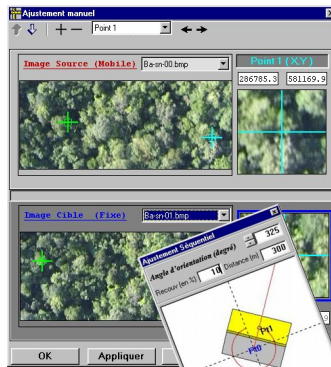 Ajustement manuel
Point 1
Image Source (Mobile) Ba-sn-00.bmp
Point 1 ( X,Y )
286785.3 581169.9
Image Cible (Fixe) Ba-sn-01.bmp
Ajustement Séquentiel
Angle d'orientation (degré) 325
Recouv (en %) 10 Distance (m) 300
Pt1
Pt0
OK Appliquer